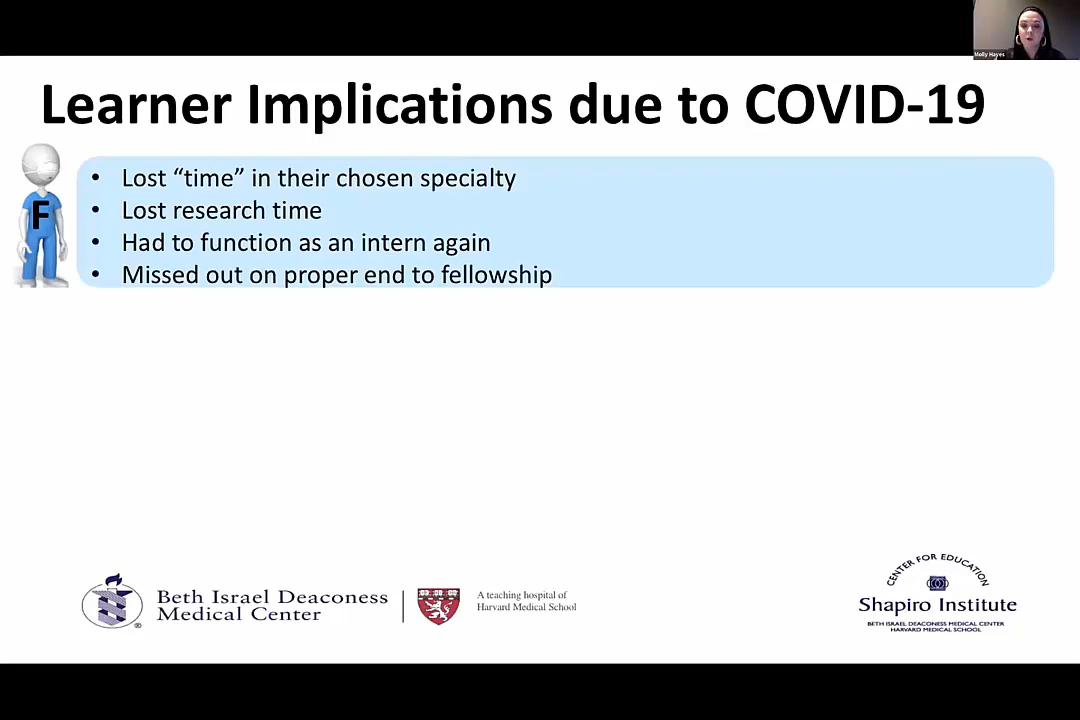 Molly Hayes
Learner Implications due to COVID-19
F
• Lost “time” in their chosen specialty
• Lost research time
• Had to function as an intern again
• Missed out on proper end to fellowship
Beth Israel Deaconess
Medical Center
®
A teaching hospital of
Harvard Medical School
CENTER FOR EDUCATION
Shapiro Institute
BETH ISRAEL DEACONESS MEDICAL CENTER
HARVARD MEDICAL SCHOOL